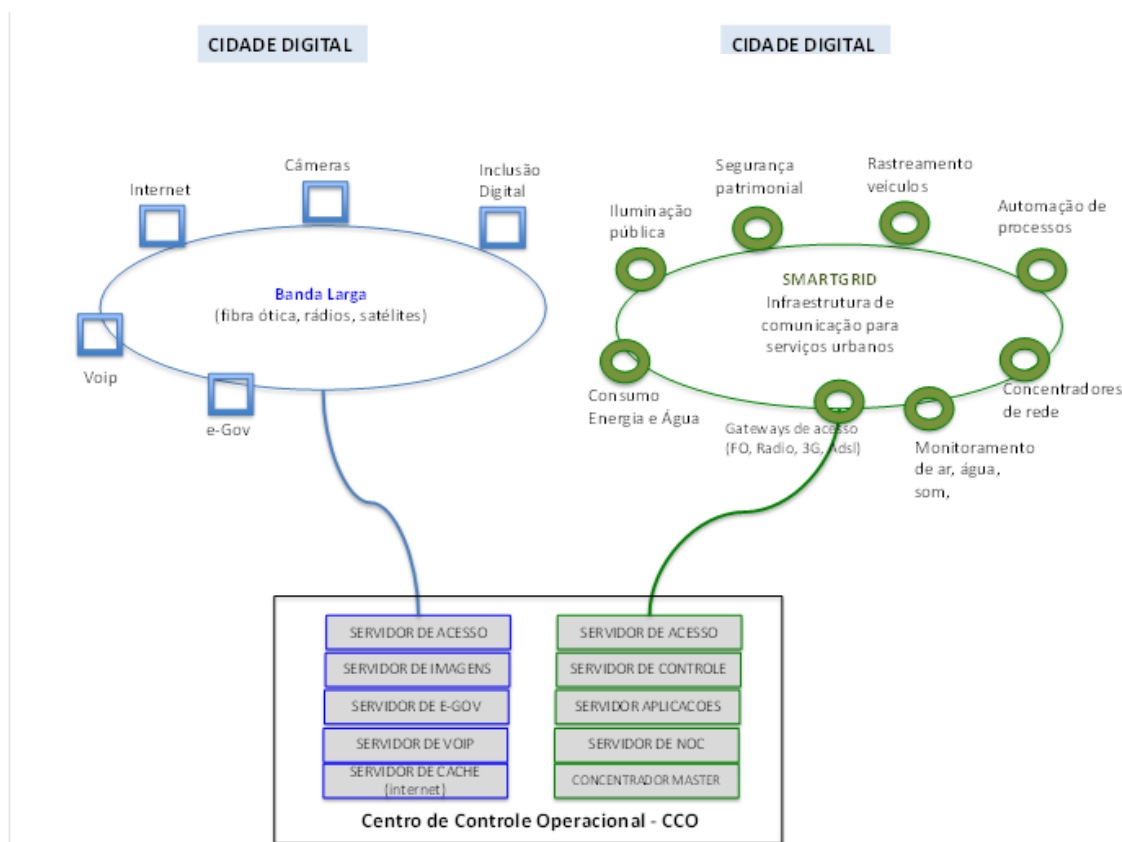 CIDADE DIGITAL
CIDADE DIGITAL
Câmeras
Internet
Inclusão
Digital
Banda Larga
(fibra ótica, rádios, satélites)
Voip
e-Gov
Segurança
patrimonial
Rastreamento
veículos
Iluminação
pública
Automação de
processos
SMARTGRID
Infraestrutura de
comunicação para
serviços urbanos
Consumo
Energia e Água
Gateways de acesso
(FO, Radio, 3G, Adsl)
Concentradores
de rede
Monitoramento
de ar, água,
som,
SERVIDOR DE ACESSO
SERVIDOR DE IMAGENS
SERVIDOR DE E-GOV
SERVIDOR DE VOIP
SERVIDOR DE CACHE
(internet)
SERVIDOR DE ACESSO
SERVIDOR DE CONTROLE
SERVIDOR APLICACOES
SERVIDOR DE NOC
CONCENTRADOR MASTER
Centro de Controle Operacional - CCO